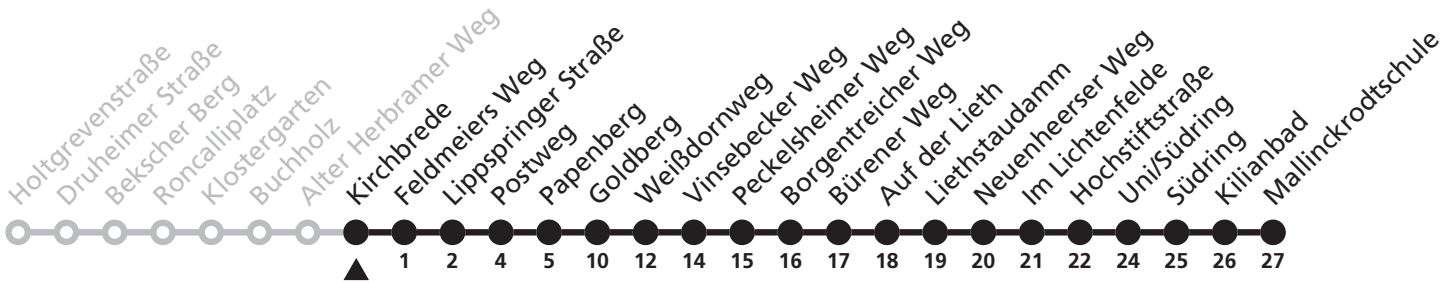 Holtgrevenstraße
Druheimer Straße
Bekscher Berg
Roncalliplatz
Klostergarten
Buchholz
Alter Herbramer Weg
Kirchbrede
Feldmeiers Weg
Lippspringer Straße
Postweg
Papenberg
Goldberg
Weißdornweg
Vinsebecker Weg
Peckelsheimer Weg
Borgentreicher Weg
Bürener Weg
Auf der Lieth
Liethstaudamm
Neuenheerser Weg
Im Lichtenfelde
Hochstiftstraße
Uni/Südring
Südring
Kilianbad
Mallinckrodtschule
1 2 4 5 10 12 14 15 16 17 18 19 20 21 22 24 25 26 27